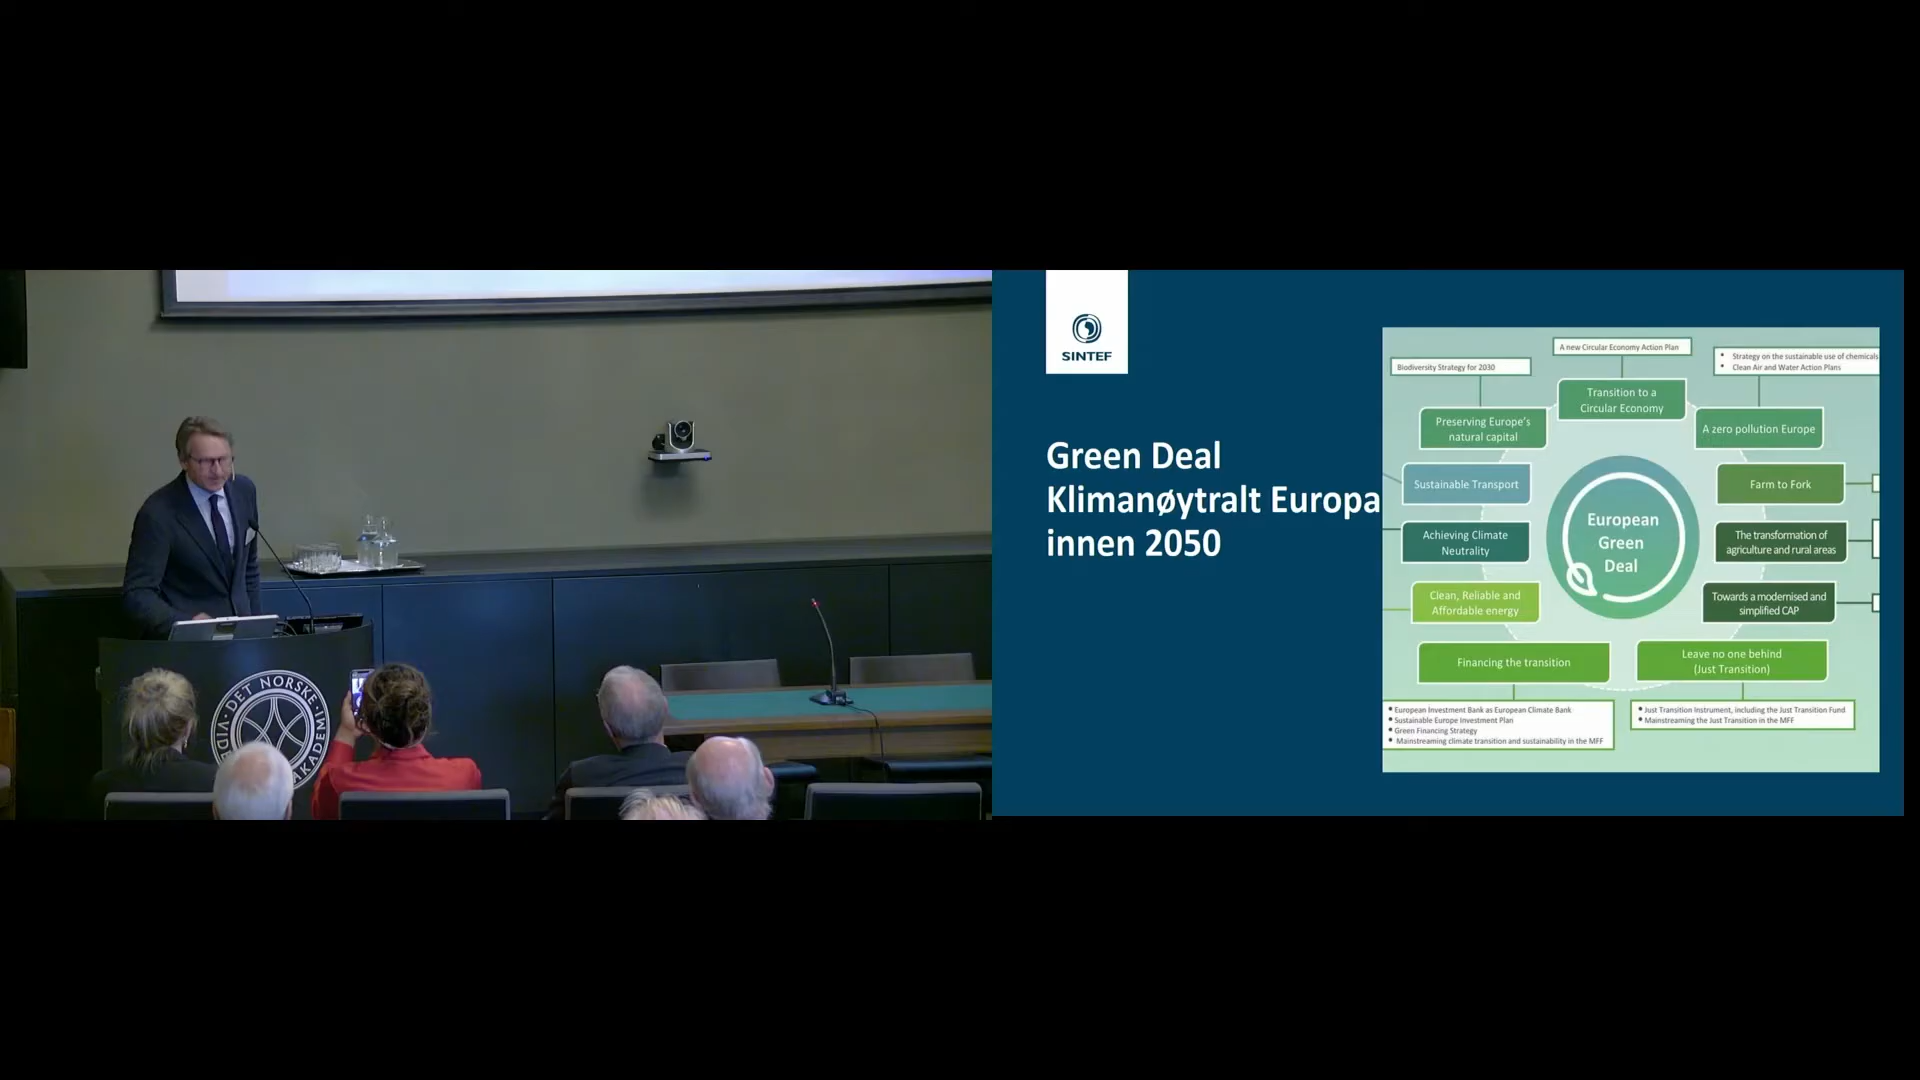 DET NORSKE
AKADEMI
VIDE
SINTEF
Green Deal
Klimanøytralt Europa
innen 2050
A new Circular Economy Action Plan
Biodiversity Strategy for 2030
• Strategy on the sustainable use of chemicals
• Clean Air and Water Action Plans
Transition to a
Circular Economy
Preserving Europe's
natural capital
A zero pollution Europe
Sustainable Transport
Farm to Fork
European
Green
Deal
Achieving Climate
Neutrality
The transformation of
agriculture and rural areas
Clean, Reliable and
Affordable energy
Towards a modernised and
simplified CAP
Financing the transition
Leave no one behind
(Just Transition)
• European Investment Bank as European Climate Bank
• Sustainable Europe Investment Plan
• Green Financing Strategy
• Mainstreaming climate transition and sustainability in the MFF
• Just Transition Instrument, including the Just Transition Fund
• Mainstreaming the Just Transition in the MFF